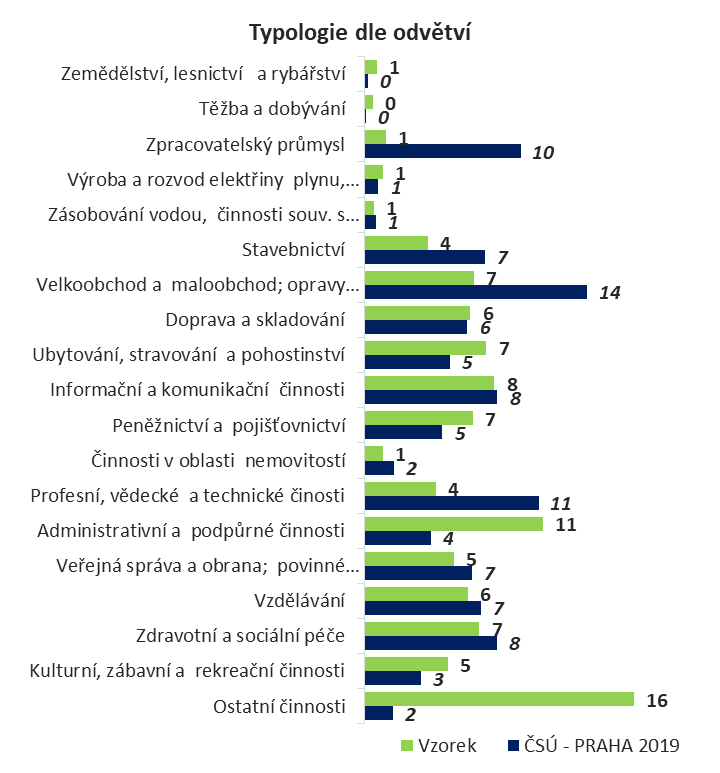 Typologie dle odvětví
Zemědělství, lesnictví a rybářství 1 0
Těžba a dobývání 0 0
Zpracovatelský průmysl 1 10
Výroba a rozvod elektřiny plynu,... 1 1
Zásobování vodou, činnosti souv. s... 1 1
Stavebnictví 4 7
Velkoobchod a maloobchod; opravy... 7 14
Doprava a skladování 6 6
Ubytování, stravování a pohostinství 7 5
Informační a komunikační činnosti 8 8
Peněžnictví a pojišťovnictví 7 5
Činnosti v oblasti nemovitostí 1 2
Profesní, vědecké a technické činosti 4 11
Administrativní a podpůrné činnosti 11 4
Veřejná správa a obrana; povinné... 5 7
Vzdělávání 6 7
Zdravotní a sociální péče 7 8
Kulturní, zábavní a rekreační činnosti 5 3
Ostatní činnosti 16 2
Vzorek ČSÚ - PRAHA 2019